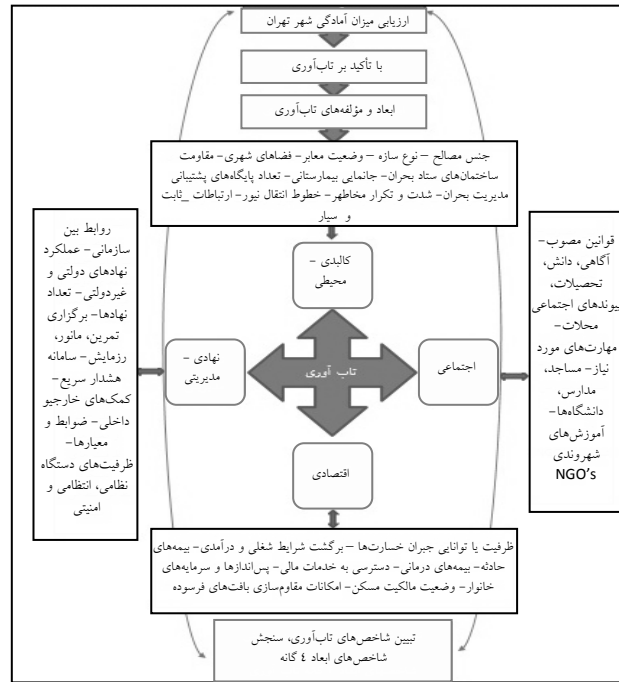 ارزیابی میزان آمادگی شهر تهران
با تأکید بر تاب‌آوری
ابعاد و مؤلفه‌های تاب‌آوری
جنس مصالح – نوع سازه – وضعیت معابر– فضاهای شهری– مقاومت
ساختمان‌های ستاد بحران– جانمایی بیمارستانی– تعداد پایگاه‌های پشتیبانی
مدیریت بحران– شدت و تکرار مخاطهر– خطوط انتقال نیور– ارتباطات _ثابت
و سیار
کالبدی –
محیطی
قوانین مصوب–
آگاهی، دانش،
تحصیلات،
پیوندهای اجتماعی
محلات–
مهارت‌های مورد
نیاز– مساجد،
مدارس،
دانشگاه‌ها–
آموزش‌های
شهروندی
NGO's
اجتماعی
تاب آوری
نهادی –
مدیریتی
روابط بین
سازمانی– عملکرد
نهادهای دولتی و
غیردولتی– تعداد
نهادها– برگزاری
تمرین، مانور،
رزمایش– سامانه
هشدار سریع–
کمک‌های خارجیو
داخلی– ضوابط و
معیارها–
ظرفیت‌های دستگاه
نظامی، انتظامی و
امنیتی
اقتصادی
ظرفیت یا توانایی جبران خسارت‌ها – برگشت شرایط شغلی و درآمدی– بیمه‌های
حادثه– بیمه‌های درمانی– دسترسی به خدمات مالی– پس‌اندازها و سرمایه‌های
خانوار– وضعیت مالکیت مسکن– امکانات مقاوم‌سازی بافت‌های فرسوده
تبیین شاخص‌های تاب‌آوری، سنجش
شاخص‌های ابعاد ٤ گانه